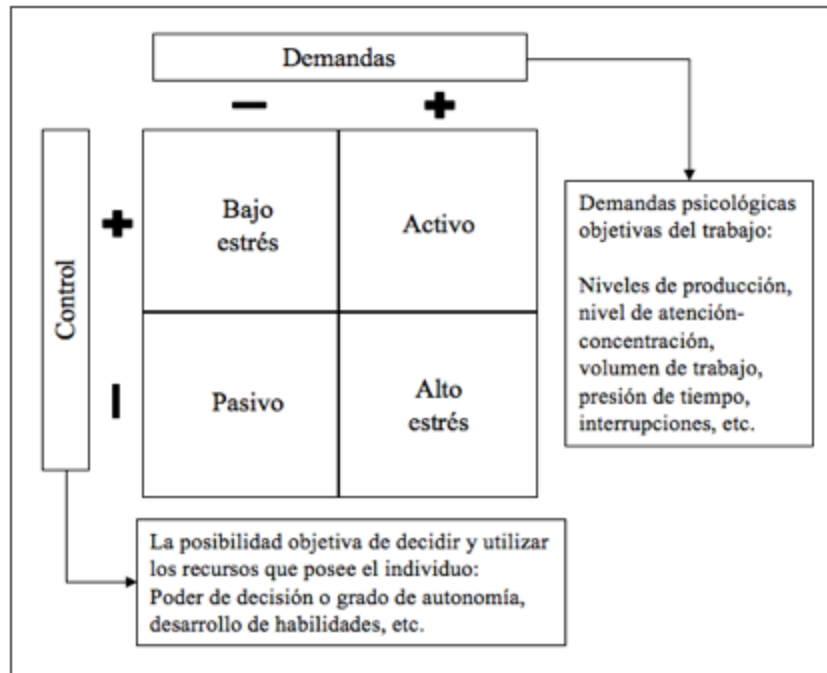 Demandas
Bajo
estrés
Activo
Control
Pasivo
Alto
estrés
Demandas psicológicas
objetivas del trabajo:
Niveles de producción,
nivel de atención-
concentración,
volumen de trabajo,
presión de tiempo,
interrupciones, etc.
La posibilidad objetiva de decidir y utilizar
los recursos que posee el individuo:
Poder de decisión o grado de autonomía,
desarrollo de habilidades, etc.